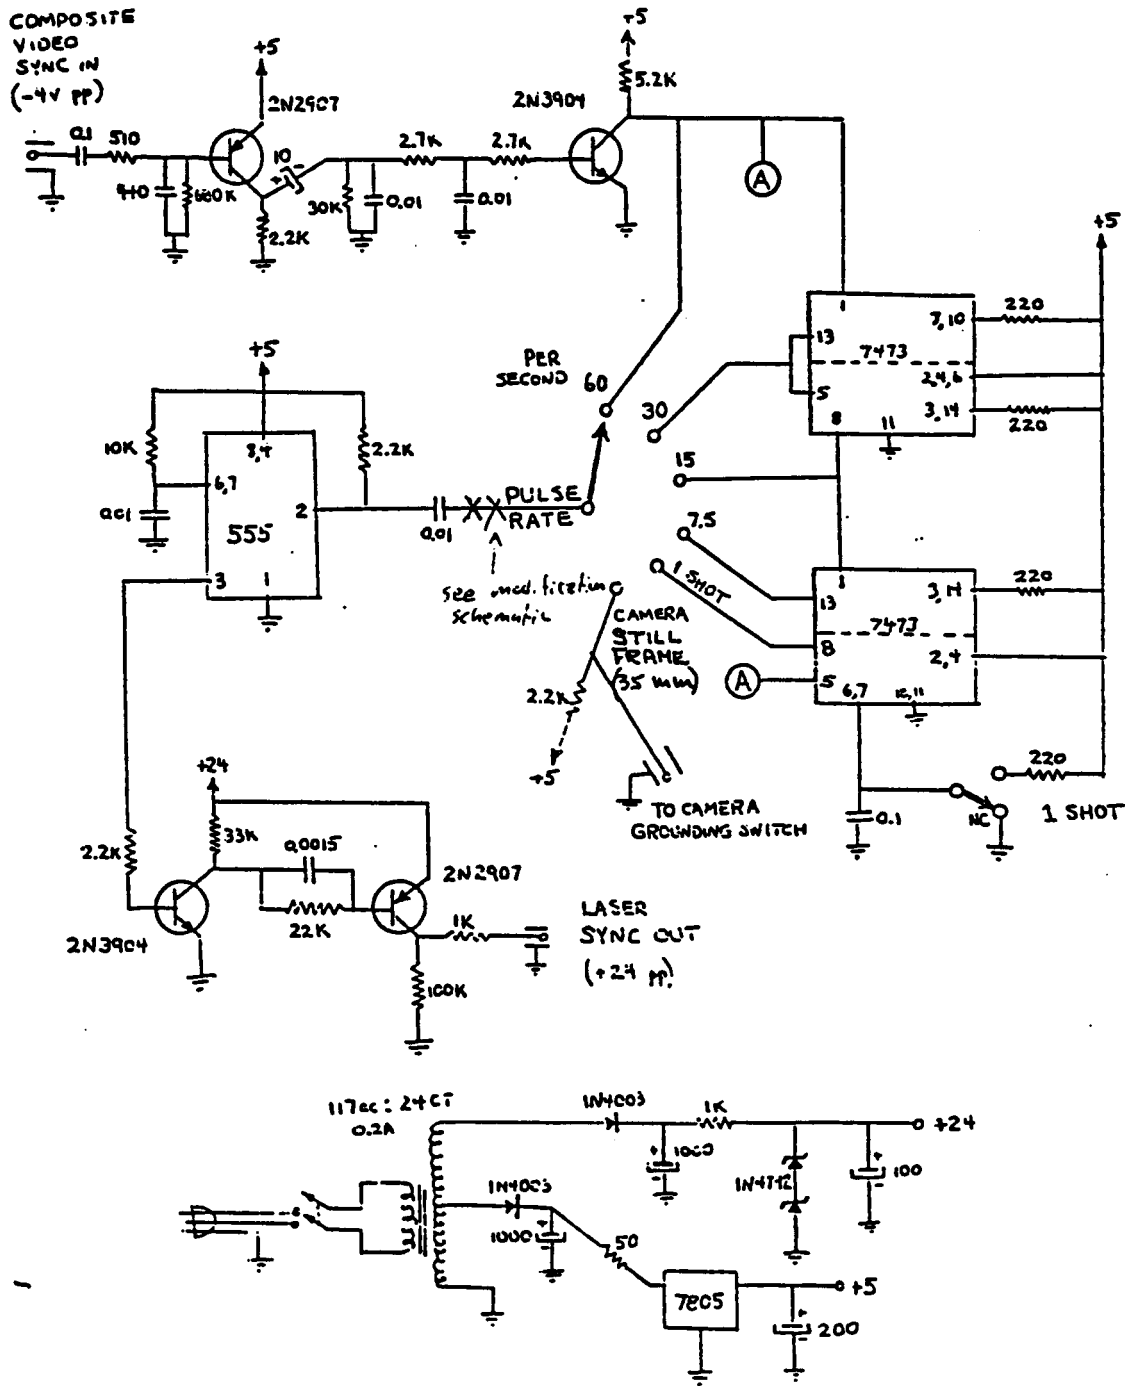 COMPOSITE
VIDEO
SYNC IN
(-4V PP)
+5
2N2907
0.1
510
680K
2.2K
10
30K
0.01
2.7K
2.7K
0.01
2N3904
+5
5.2K
A
+5
1
7,10
220
13
7473
2,4,6
5
3,14
220
8
11
PER
SECOND
60
30
15
7.5
1 SHOT
+5
10K
8,4
2.2K
6,7
0.01
2
555
3
1
0.01
PULSE
RATE
See modification
schematic
CAMERA
STILL
FRAME
(35 mm)
2.2K
+5
TO CAMERA
GROUNDING SWITCH
1
3,14
220
13
7473
8
2,4
A
5
6,7
0.1
NC
220
1 SHOT
+24
33K
2.2K
0.0015
22K
2N3904
2N2907
1K
100K
LASER
SYNC OUT
(+24 PP)
117ac : 24CT
0.2A
1N4003
1K
+24
1000
1N4742
100
1N4003
1000
50
7805
+5
200